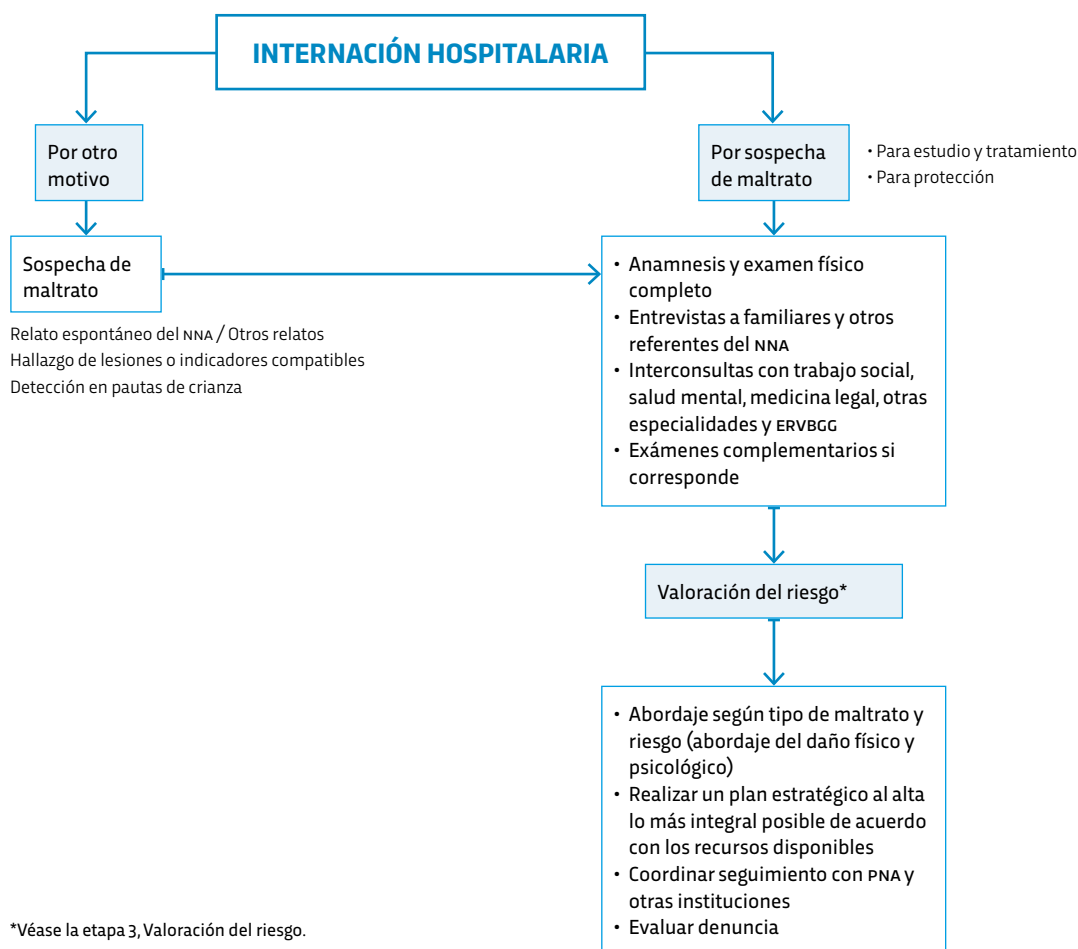 INTERNACIÓN HOSPITALARIA
Por otro
motivo
Por sospecha
de maltrato
• Para estudio y tratamiento
• Para protección
Sospecha de
maltrato
Relato espontáneo del NNA / Otros relatos
Hallazgo de lesiones o indicadores compatibles
Detección en pautas de crianza
• Anamnesis y examen físico
completo
• Entrevistas a familiares y otros
referentes del NNA
• Interconsultas con trabajo social,
salud mental, medicina legal, otras
especialidades y ERVBGG
• Exámenes complementarios si
corresponde
Valoración del riesgo*
• Abordaje según tipo de maltrato y
riesgo (abordaje del daño físico y
psicológico)
• Realizar un plan estratégico al alta
lo más integral posible de acuerdo
con los recursos disponibles
• Coordinar seguimiento con PNA y
otras instituciones
• Evaluar denuncia
*Véase la etapa 3, Valoración del riesgo.